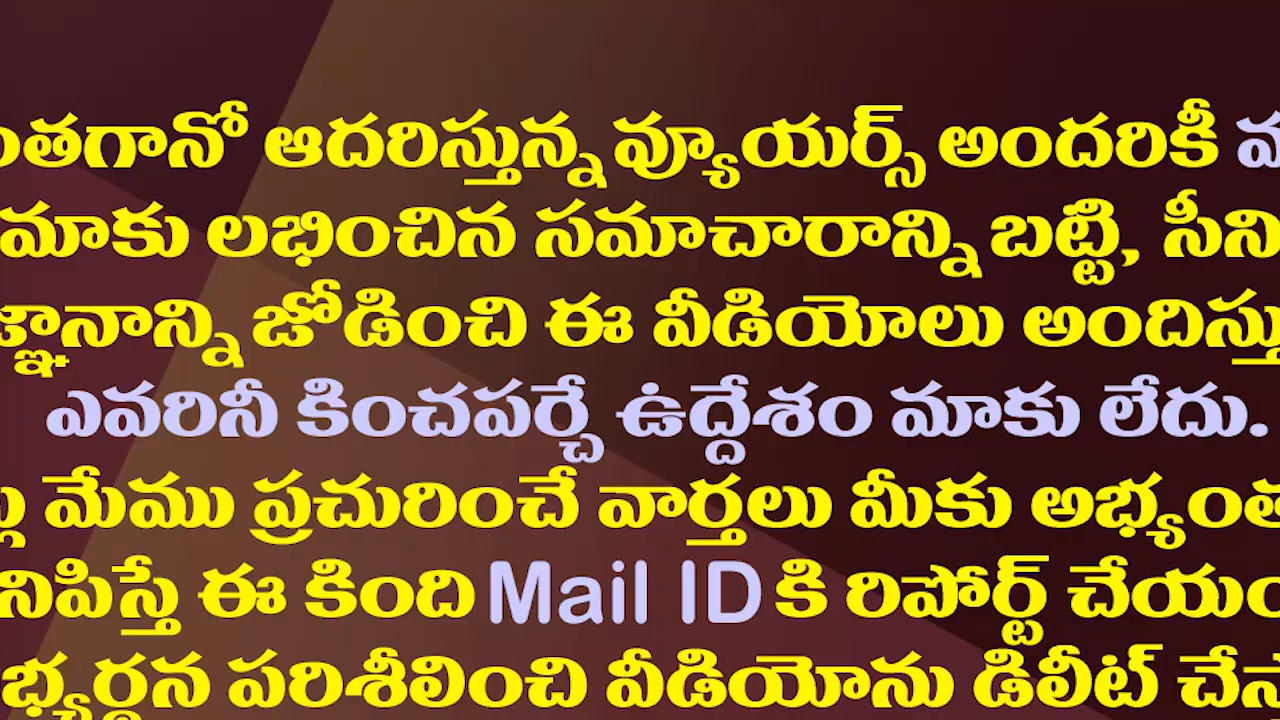 ఆదరిస్తున్న వ్యూయర్స్ అందరికీ
మాకు లభించిన సమాచారాన్ని బట్టి,
జోడించి ఈ వీడియోలు
ఎవరినీ కించపర్చే ఉద్దేశం మాకు లేదు.
మేము ప్రచురించే వార్తలు మీకు
ఈ కింది Mail ID కి రిపోర్ట్
పరిశీలించి వీడియోను డిలీట్